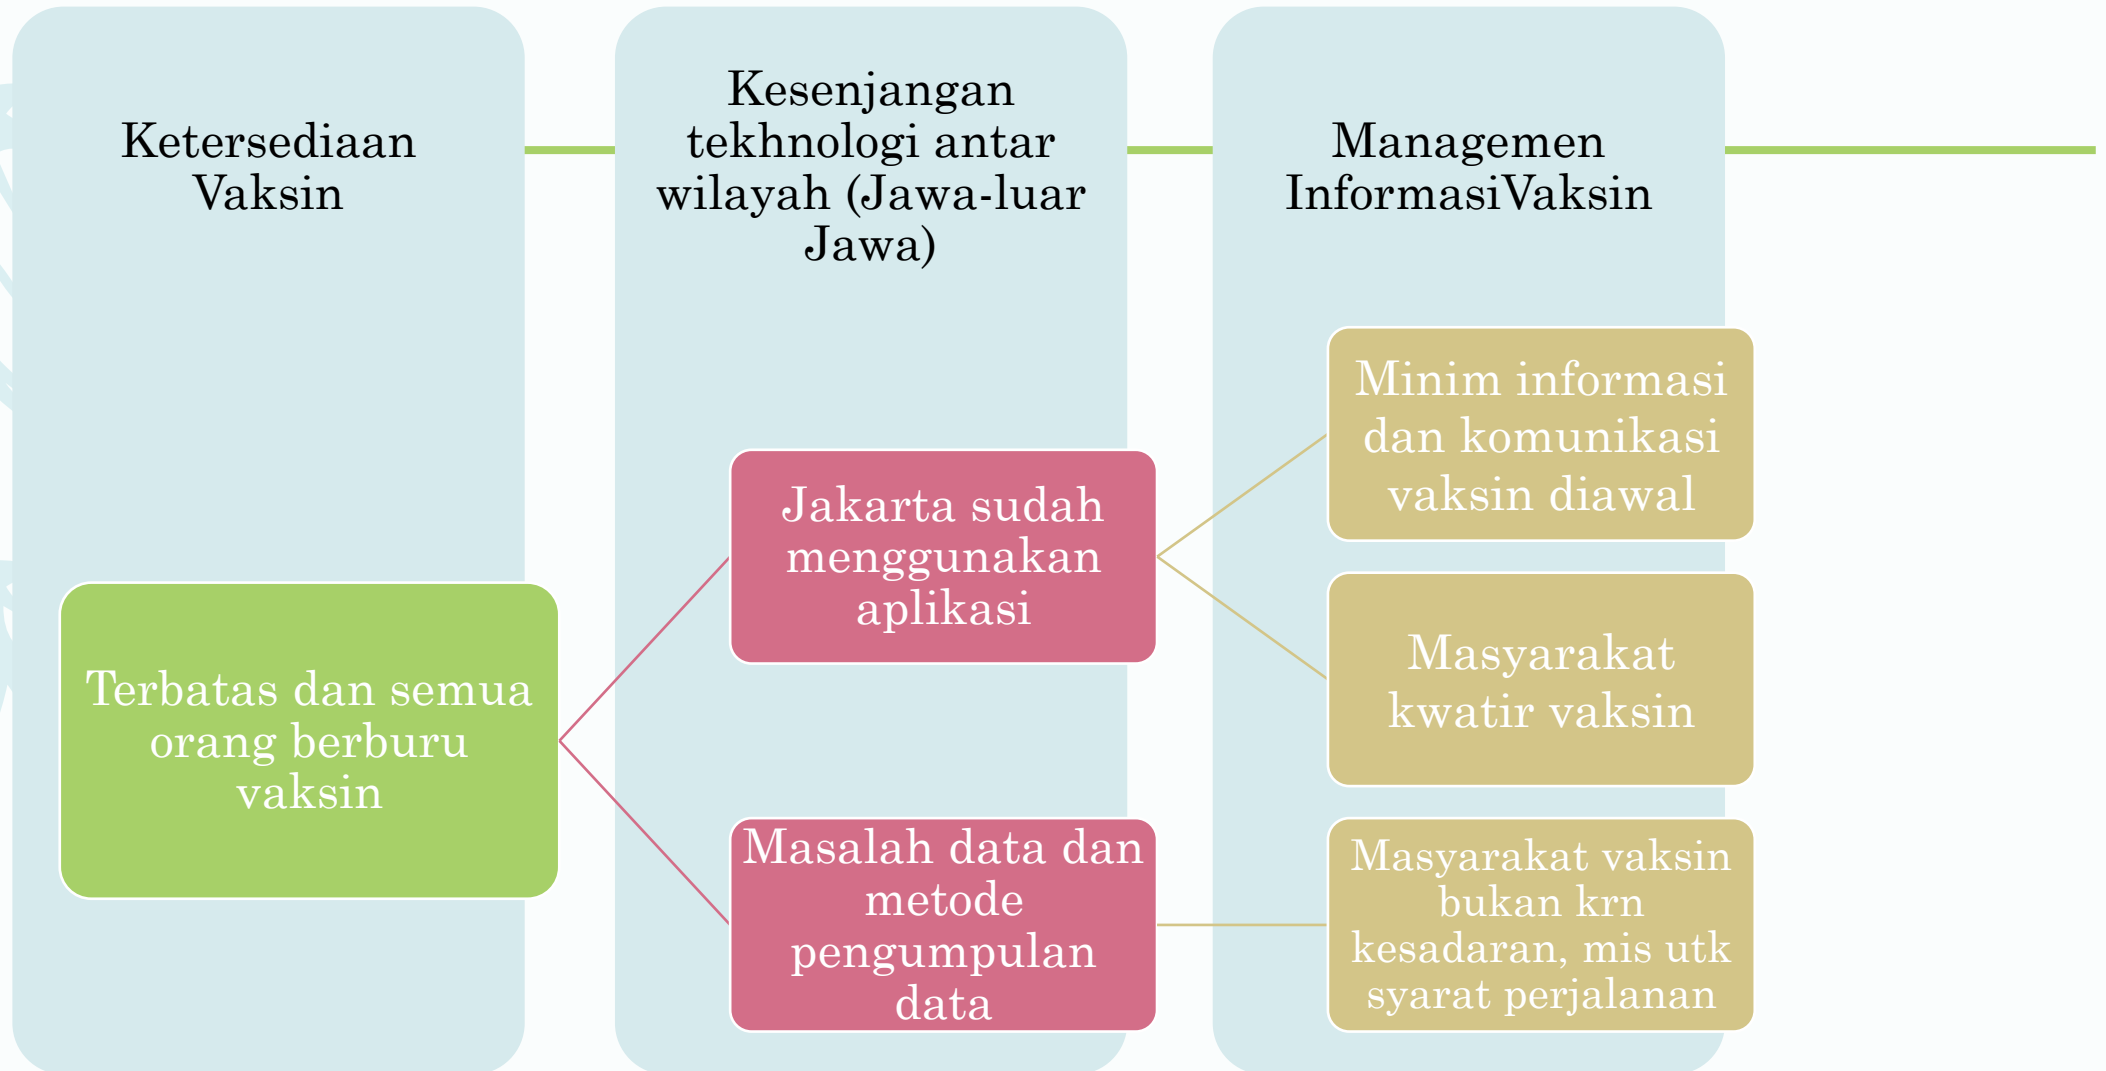 Ketersediaan
Vaksin
Kesenjangan
tekhnologi antar
wilayah (Jawa-luar
Jawa)
Managemen
InformasiVaksin
Terbatas dan semua
orang berburu
vaksin
Jakarta sudah
menggunakan
aplikasi
Masalah data dan
metode
pengumpulan
data
Minim informasi
dan komunikasi
vaksin diawal
Masyarakat
kwatir vaksin
Masyarakat vaksin
bukan krn
kesadaran, mis utk
syarat perjalanan